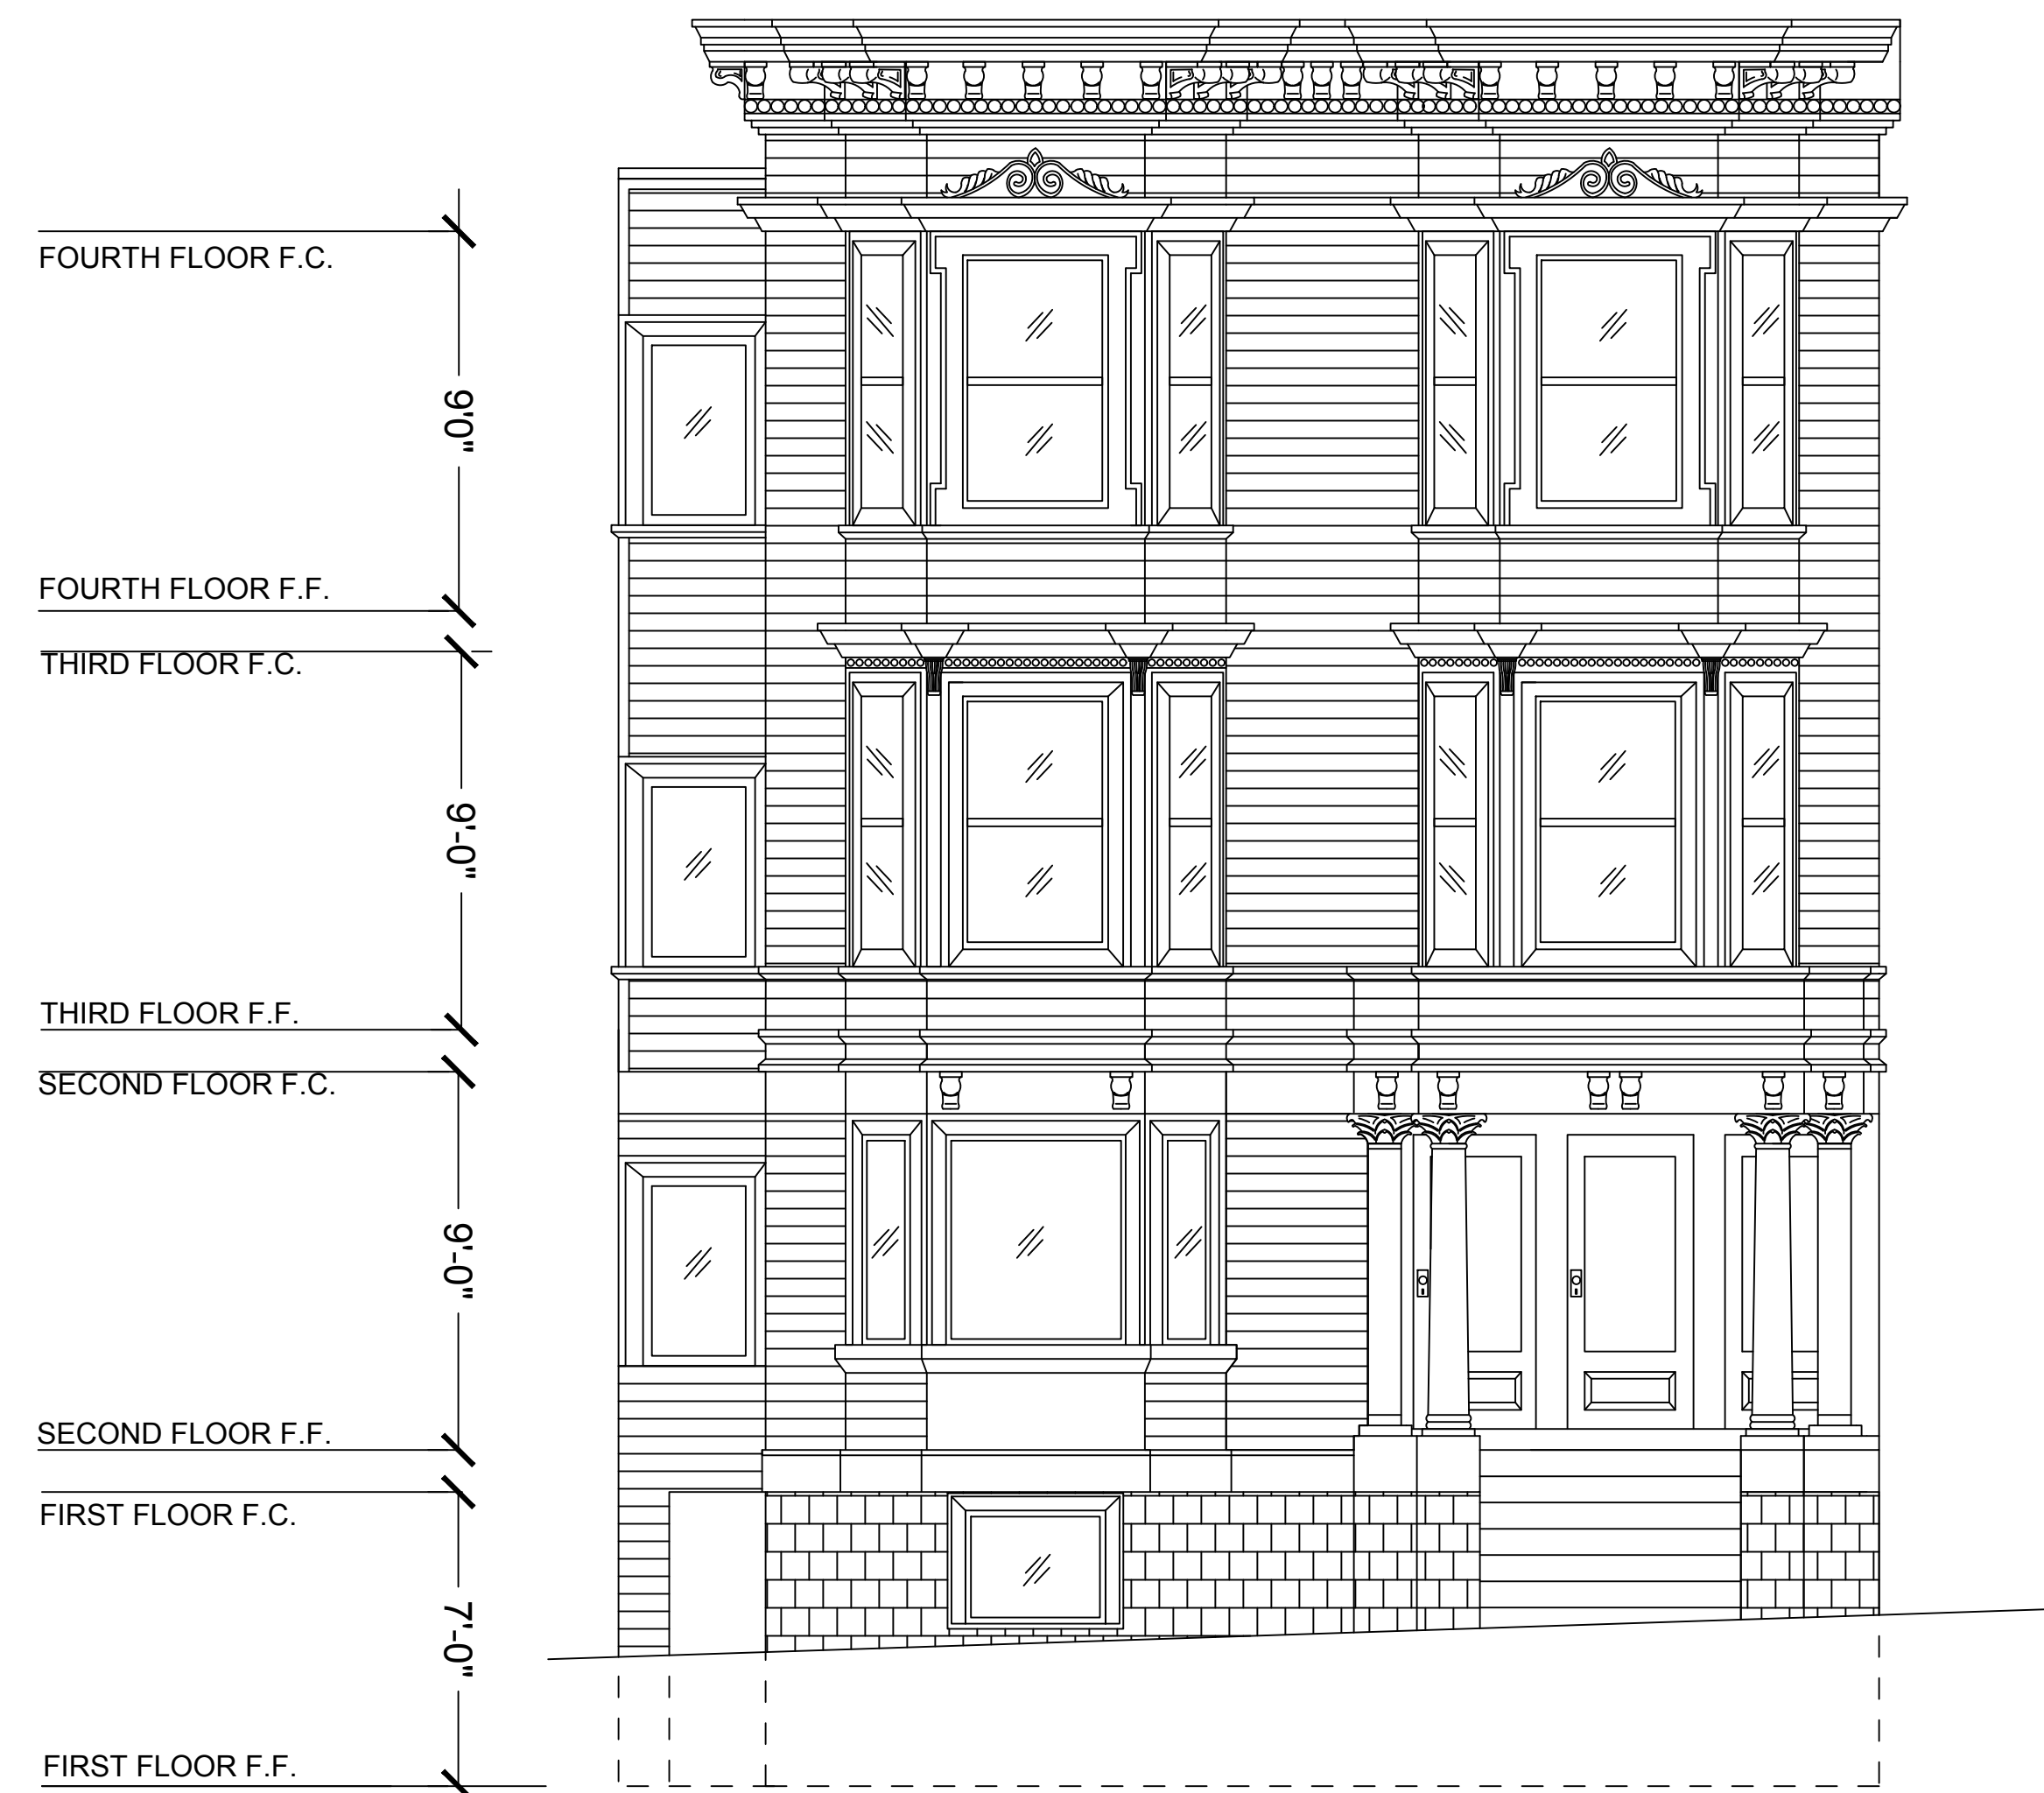 FOURTH FLOOR F.C.
9'0"
FOURTH FLOOR F.F.
THIRD FLOOR F.C.
9'-0"
THIRD FLOOR F.F.
SECOND FLOOR F.C.
9'-0"
SECOND FLOOR F.F.
FIRST FLOOR F.C.
7'-0"
FIRST FLOOR F.F.